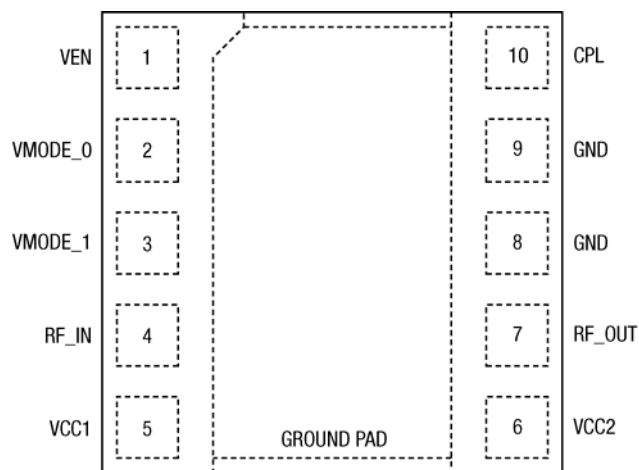 VEN 1 10 CPL
VMODE_0 2 9 GND
VMODE_1 3 8 GND
RF_IN 4 7 RF_OUT
VCC1 5 GROUND PAD 6 VCC2